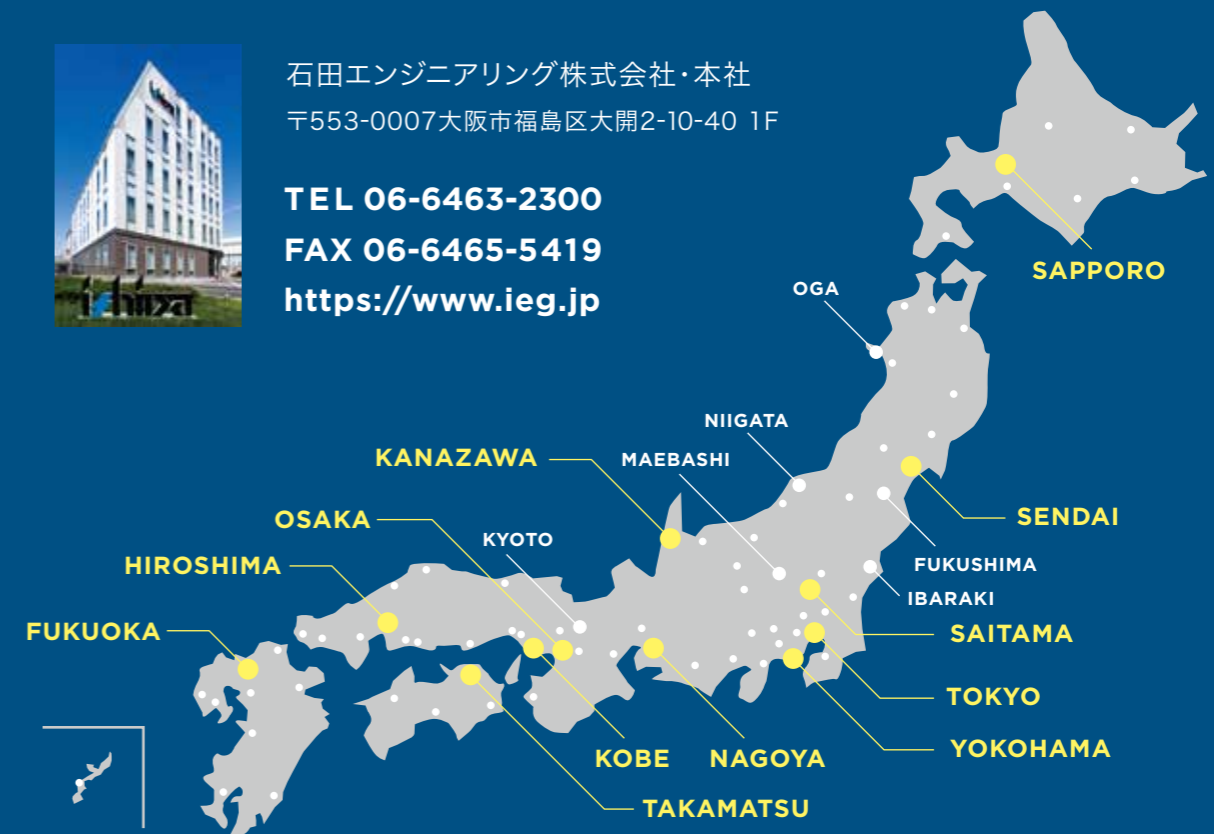 石田エンジニアリング株式会社・本社
〒553-0007大阪市福島区大開2-10-40 1F
TEL 06-6463-2300
FAX 06-6465-5419
https://www.ieg.jp
SAPPORO
OGA
NIIGATA
KANAZAWA
MAEBASHI
OSAKA
SENDAI
KYOTO
HIROSHIMA
FUKUSHIMA
IBARAKI
FUKUOKA
SAITAMA
TOKYO
YOKOHAMA
KOBE
NAGOYA
TAKAMATSU